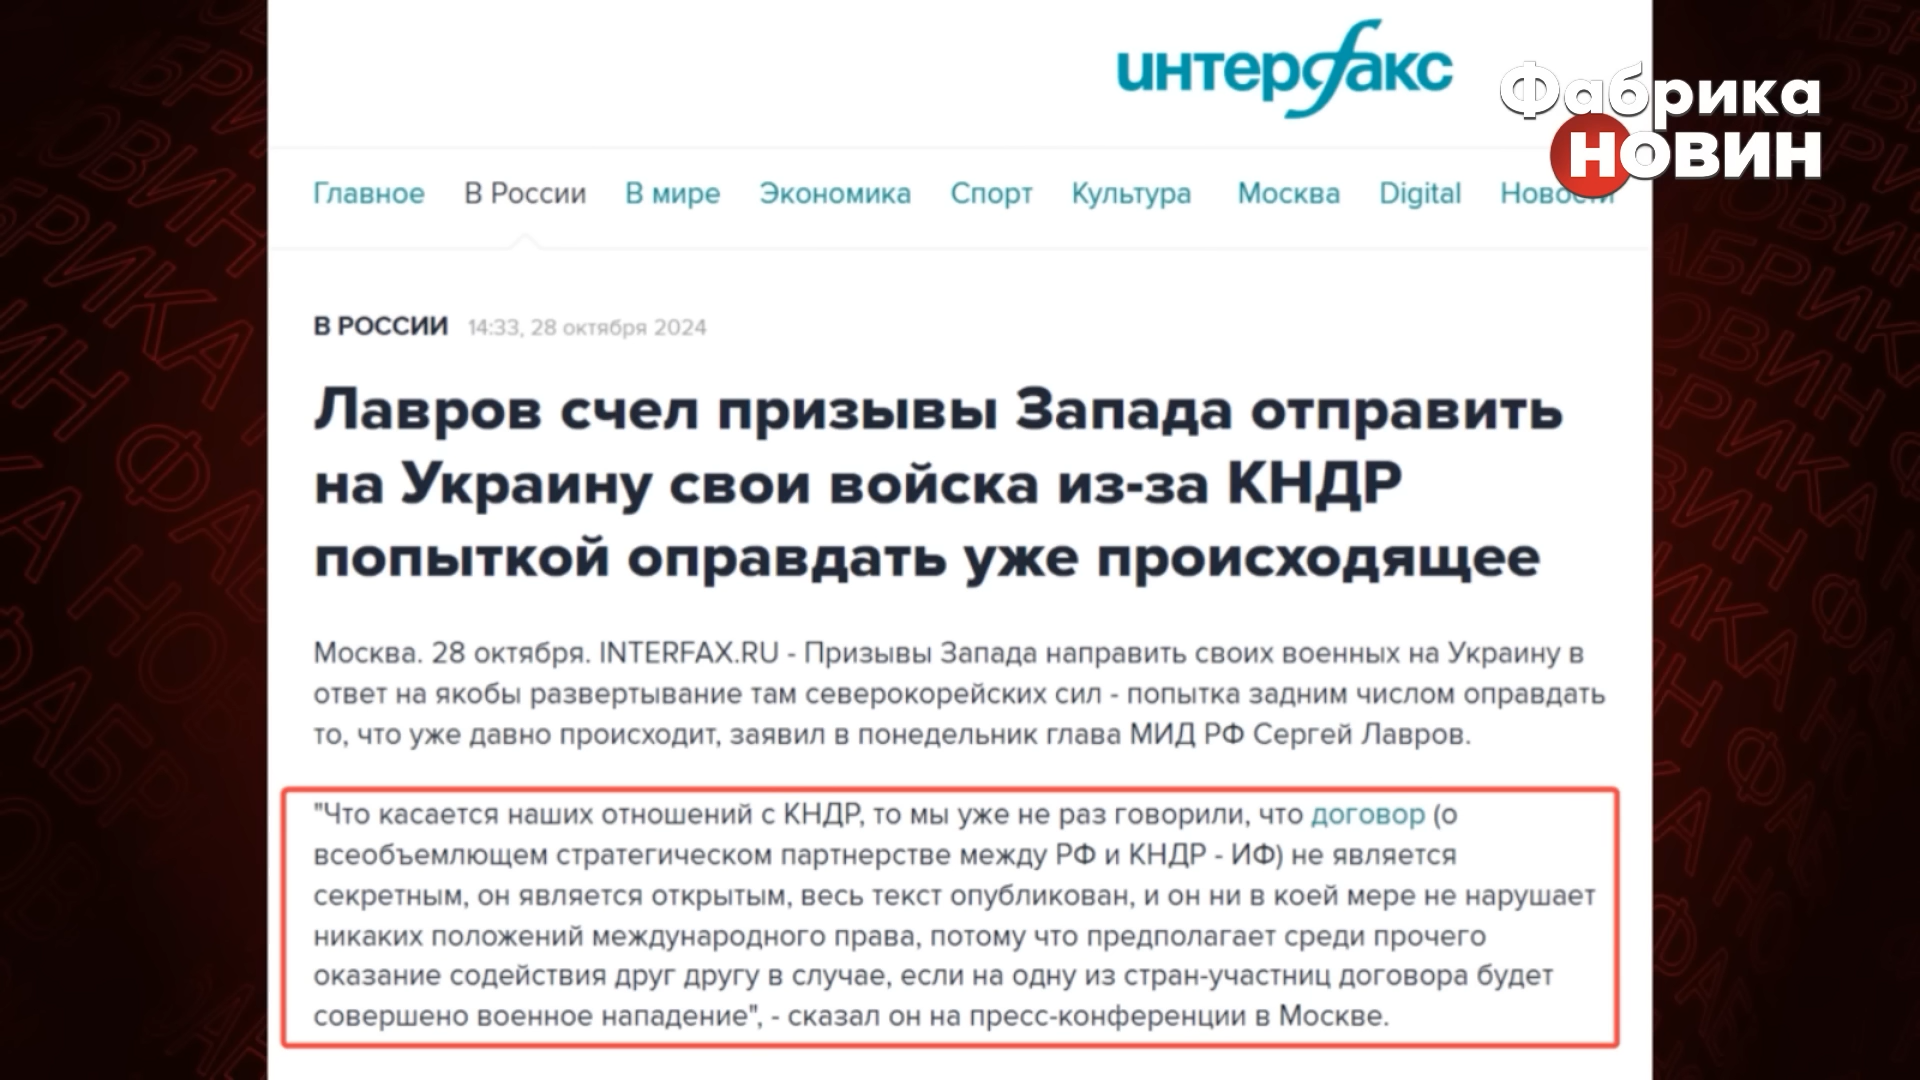 интерфакс
Фабрика
новин
Главное В России В мире Экономика Спорт Культура Москва Digital Новости
В РОССИИ 14:33, 28 октября 2024
Лавров счел призывы Запада отправить
на Украину свои войска из-за КНДР
попыткой оправдать уже происходящее
Москва. 28 октября. INTERFAX.RU - Призывы Запада направить своих военных на Украину в
ответ на якобы развертывание там северокорейских сил - попытка задним числом оправдать
то, что уже давно происходит, заявил в понедельник глава МИД РФ Сергей Лавров.
"Что касается наших отношений с КНДР, то мы уже не раз говорили, что договор (о
всеобъемлющем стратегическом партнерстве между РФ и КНДР - ИФ) не является
секретным, он является открытым, весь текст опубликован, и он ни в коей мере не нарушает
никаких положений международного права, потому что предполагает среди прочего
оказание содействия друг другу в случае, если на одну из стран-участниц договора будет
совершено военное нападение", - сказал он на пресс-конференции в Москве.